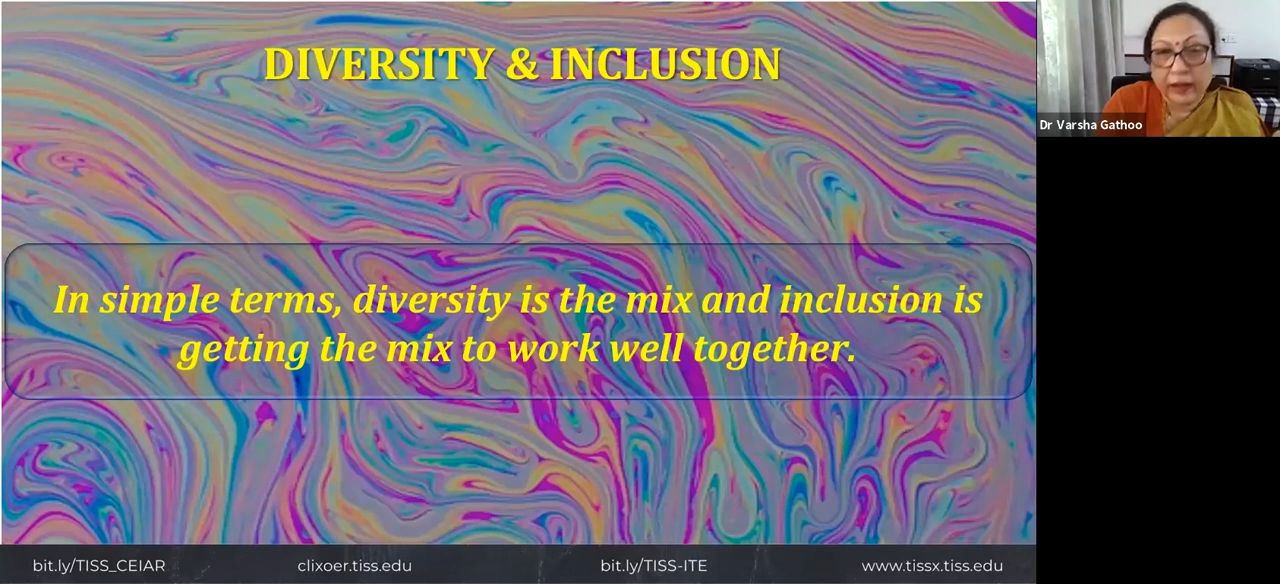 DIVERSITY & INCLUSION
In simple terms, diversity is the mix and inclusion is
getting the mix to work well together.
Dr Varsha Gathoo
bit.ly/TISS_CEIAR
clixoer.tiss.edu
bit.ly/TISS-ITE
www.tissx.tiss.edu